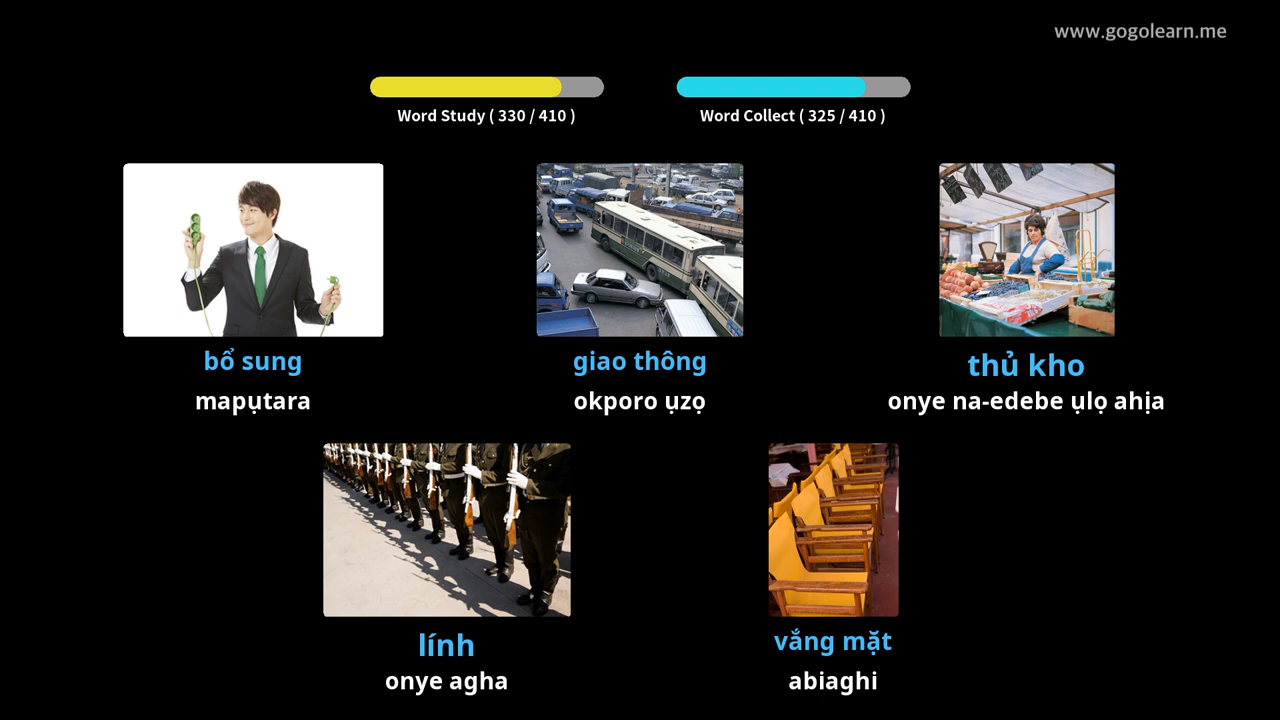 www.gogolearn.me
Word Study ( 330 / 410 )
Word Collect ( 325 / 410 )
bổ sung
mapụtara
giao thông
okporo ụzọ
thủ kho
onye na-edebe ụlọ ahịa
lính
onye agha
vắng mặt
abiaghi